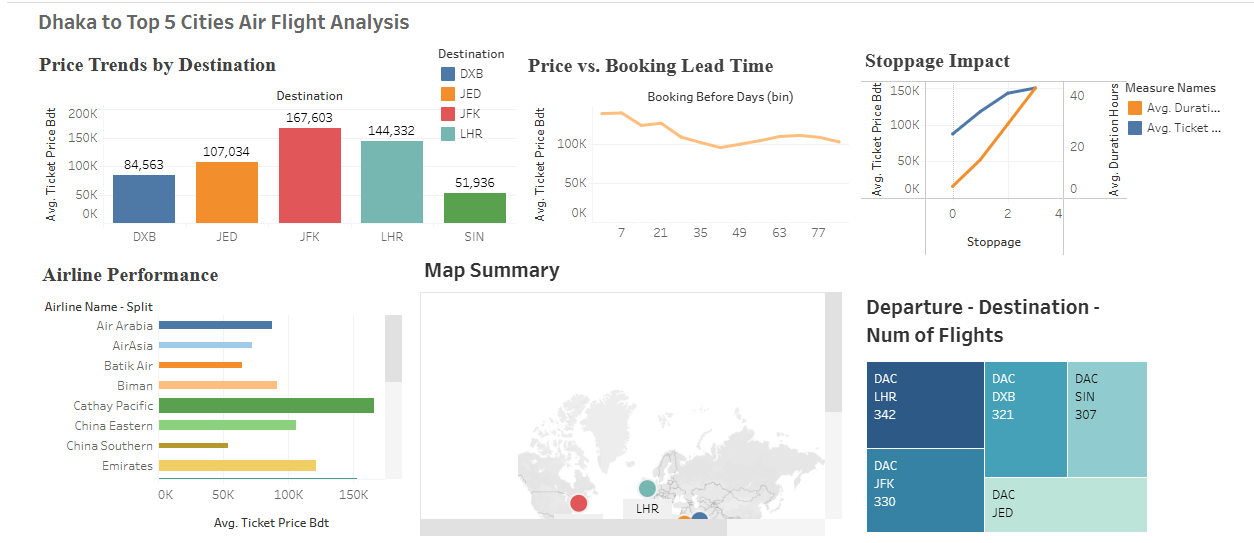 Dhaka to Top 5 Cities Air Flight Analysis
Price Trends by Destination
Destination
DXB
JED
JFK
LHR
Destination
Avg. Ticket Price Bdt
200K
150K
100K
50K
0K
84,563
107,034
167,603
144,332
51,936
DXB
JED
JFK
LHR
SIN
Price vs. Booking Lead Time
Booking Before Days (bin)
Avg. Ticket Price Bdt
100K
50K
0K
7
21
35
49
63
77
Stoppage Impact
Avg. Ticket Price Bdt
150K
100K
50K
0K
40
20
0
Avg. Duration Hours
0
2
4
Stoppage
Measure Names
Avg. Durati...
Avg. Ticket ...
Airline Performance
Airline Name - Split
Air Arabia
AirAsia
Batik Air
Biman
Cathay Pacific
China Eastern
China Southern
Emirates
0K
50K
100K
150K
Avg. Ticket Price Bdt
Map Summary
LHR
Departure - Destination -
Num of Flights
DAC
LHR
342
DAC
JFK
330
DAC
DXB
321
DAC
SIN
307
DAC
JED